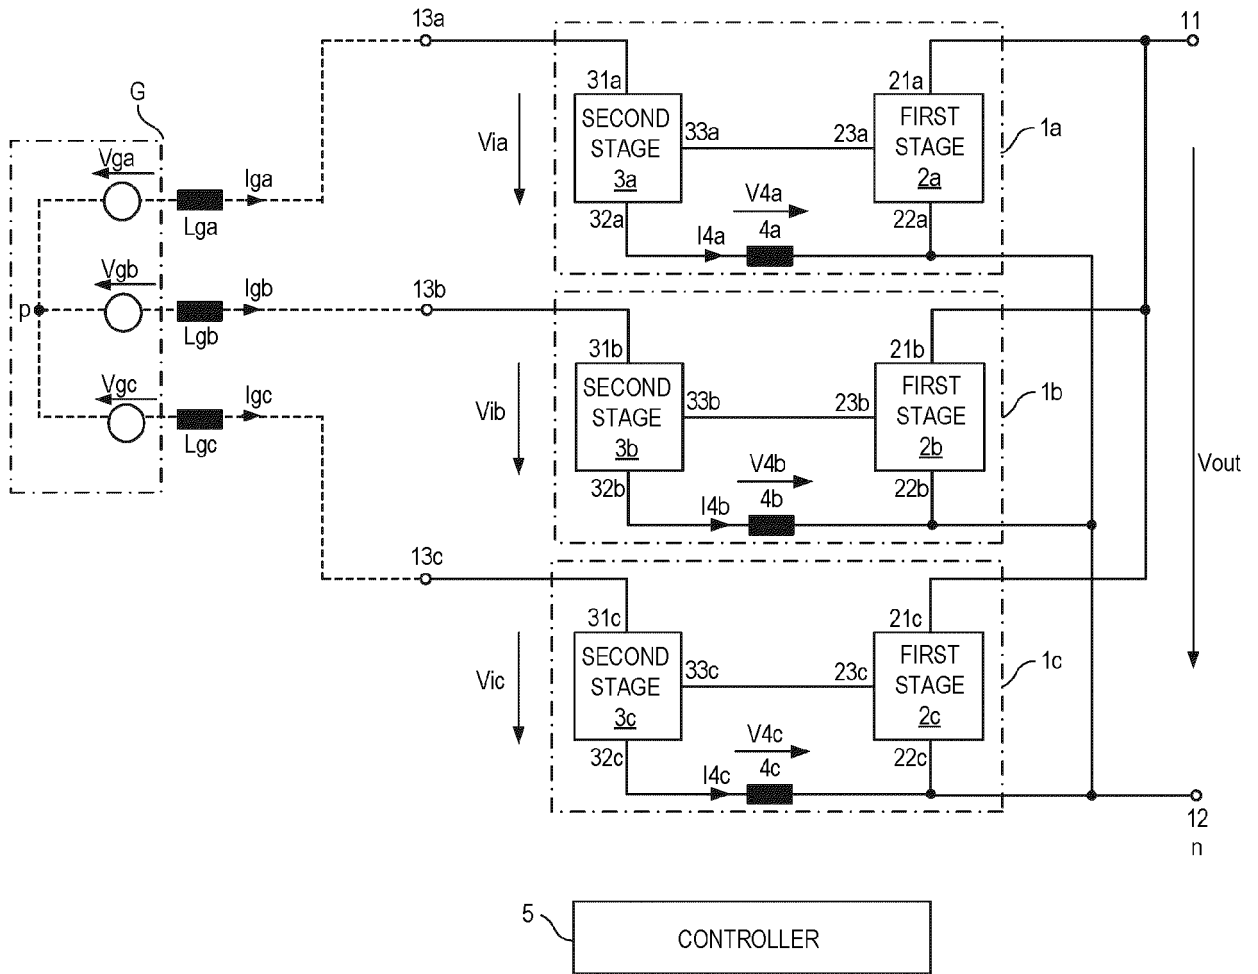 13a
11
G
31a
21a
SECOND
STAGE
3a
33a
23a
FIRST
STAGE
2a
1a
Via
Vga
Iga
Lga
32a
V4a
4a
22a
I4a
Vgb
Igb
13b
p
Lgb
31b
21b
SECOND
STAGE
3b
33b
23b
FIRST
STAGE
2b
1b
Vib
Vgc
Igc
Lgc
32b
V4b
4b
22b
I4b
Vout
13c
31c
21c
SECOND
STAGE
3c
33c
23c
FIRST
STAGE
2c
1c
Vic
32c
V4c
4c
22c
I4c
12
n
5
CONTROLLER